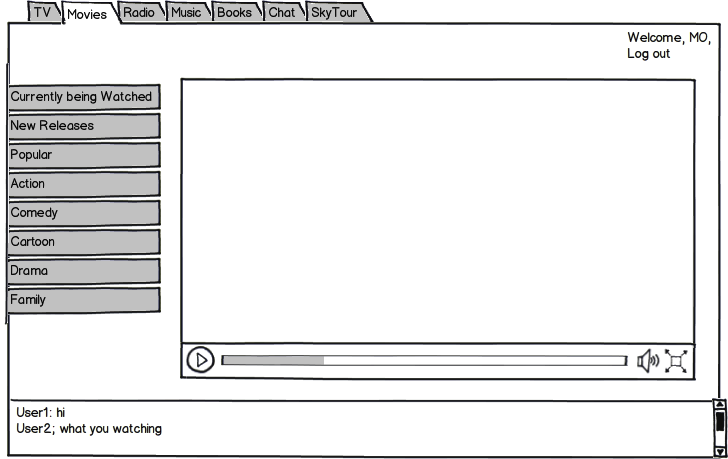 TV Movies Radio Music Books Chat SkyTour
Welcome, MO,
Log out
Currently being Watched
New Releases
Popular
Action
Comedy
Cartoon
Drama
Family
User1: hi
User2; what you watching